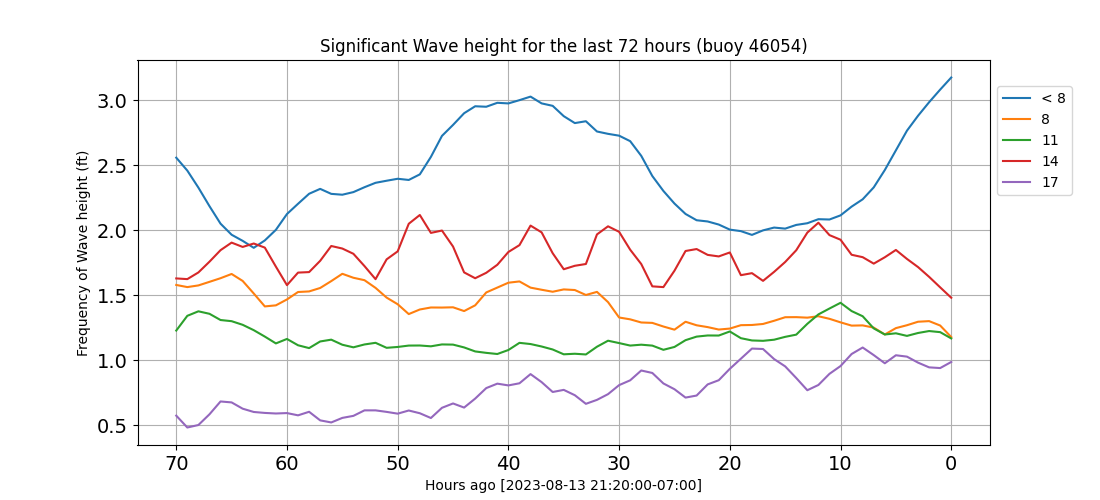 Significant Wave height for the last 72 hours (buoy 46054)
Frequency of Wave height (ft)
3.0
2.5
2.0
1.5
1.0
0.5
70 60 50 40 30 20 10 0
Hours ago [2023-08-13 21:20:00-07:00]
< 8
8
11
14
17